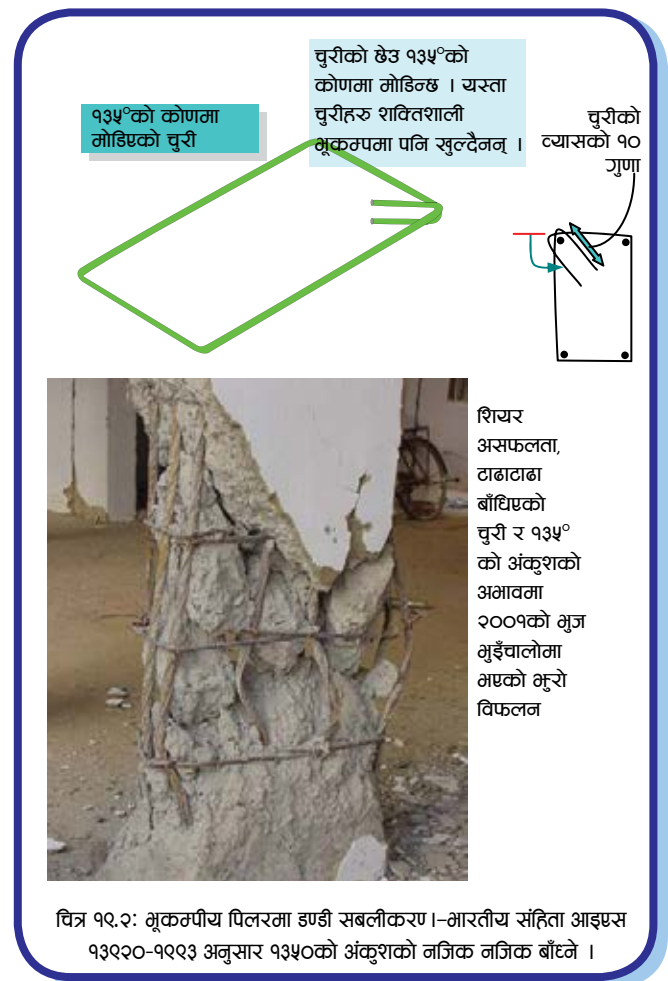 १३५°को कोणमा
मोडिएको चुरी
चुरीको छेउ १३५°को
कोणमा मोडिन्छ । यस्ता
चुरीहरु शक्तिशाली
भूकम्पमा पनि खुल्दैनन् ।
चुरीको
व्यासको १०
गुणा
शियर
असफलता,
टाढाटाढा
बाँधिएको
चुरी र १३५°
को अंकुशको
अभावमा
२००१को भुज
भुइँचालोमा
भएको भुरो
विफलन
चित्र १९.२: भूकम्पीय पिलरमा डण्डी सबलीकरण ।–भारतीय संहिता आइएस
१३९२०-१९९३ अनुसार १३५०को अंकुशको नजिक नजिक बाँध्ने ।